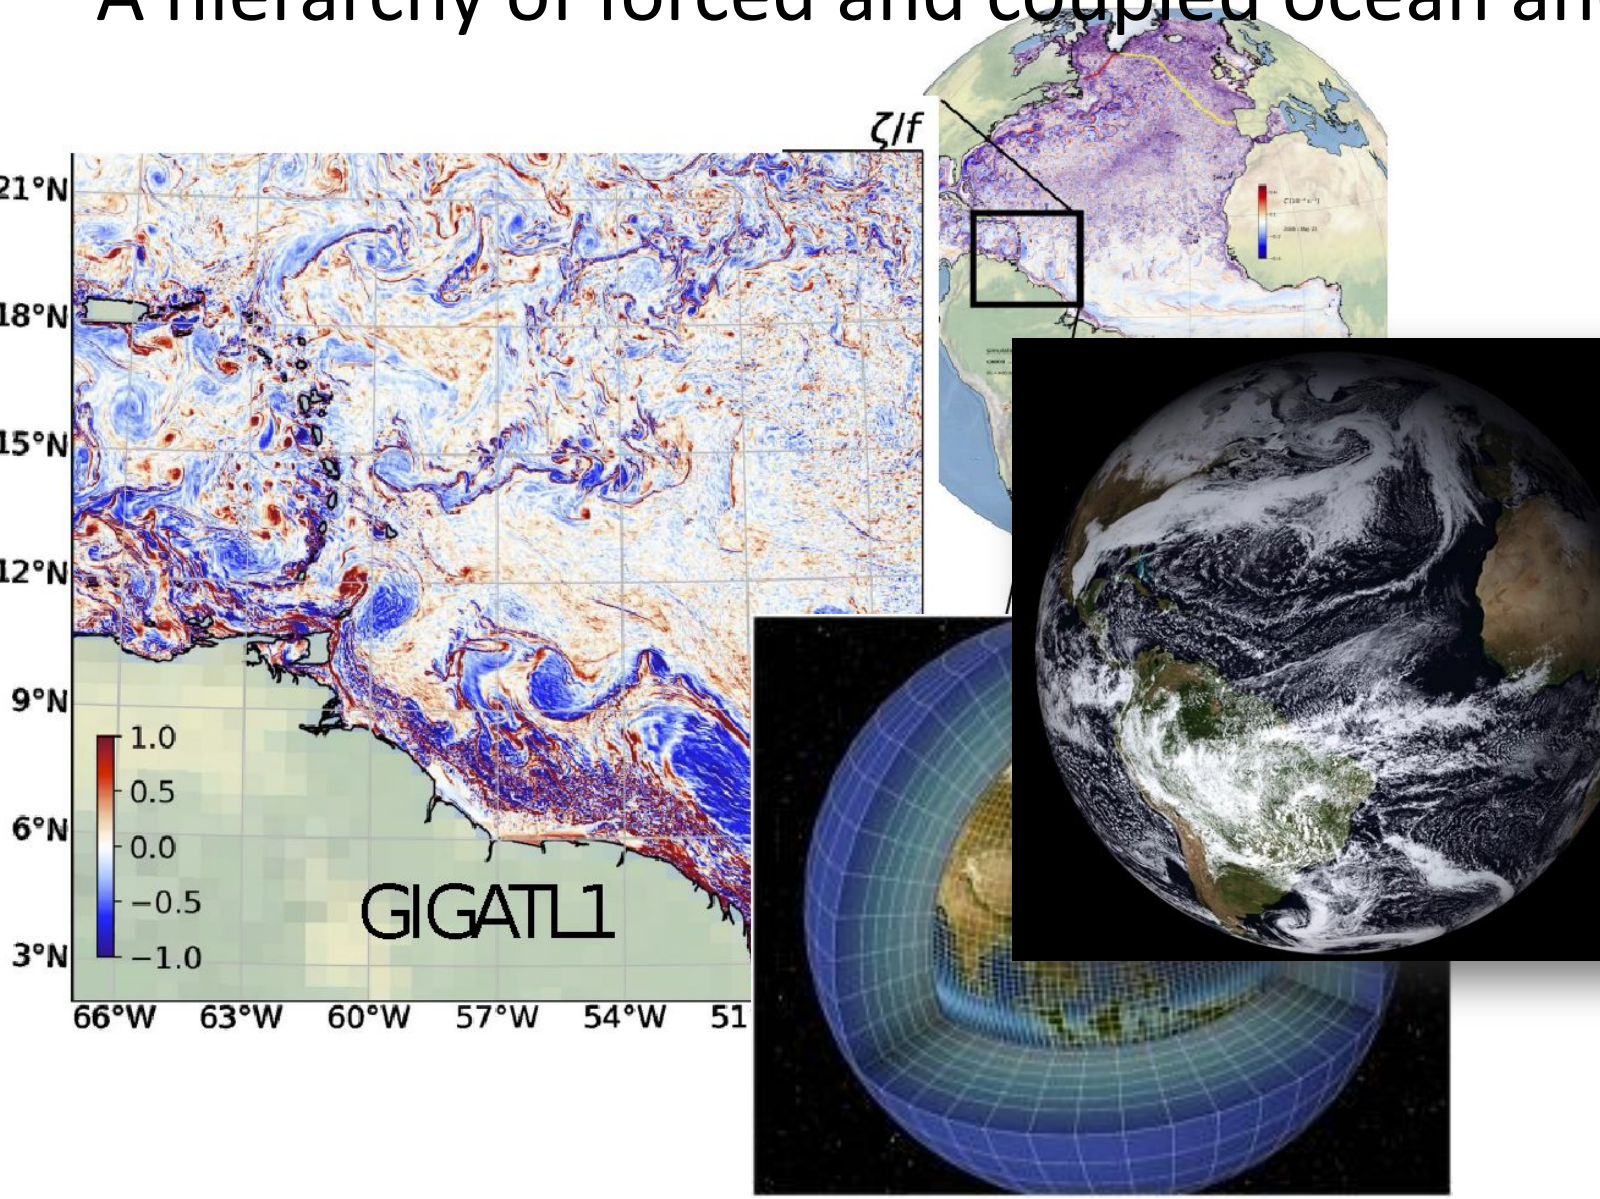 A hierarchy of forced and coupled ocean and
ζ/f
21°N
18°N
15°N
12°N
9°N
6°N
3°N
1.0
0.5
0.0
−0.5
−1.0
GIGATL1
66°W 63°W 60°W 57°W 54°W 51